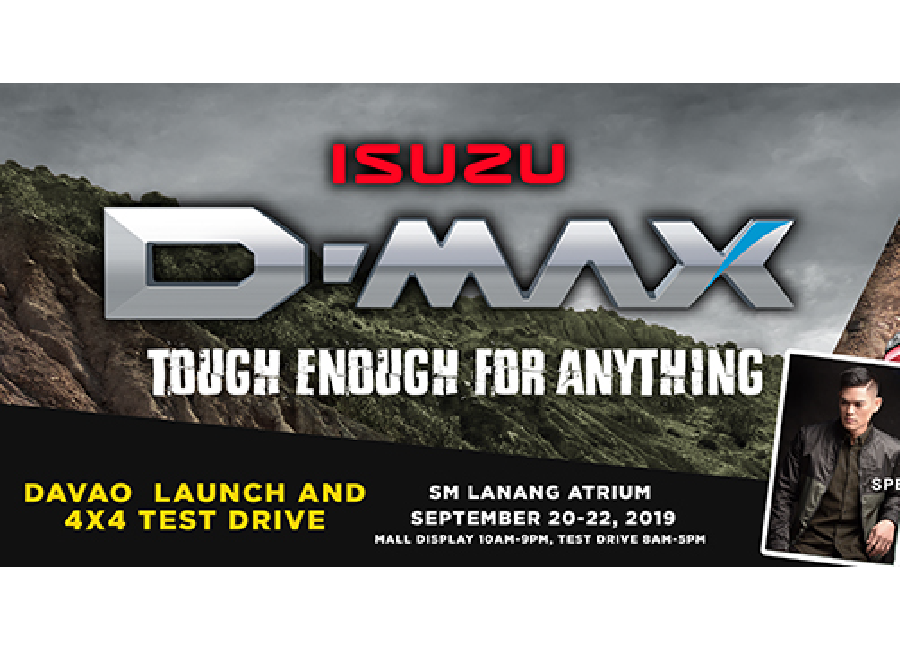 ISUZU
D-MAX
TOUGH ENOUGH FOR ANYTHING
DAVAO LAUNCH AND
4X4 TEST DRIVE
SM LANANG ATRIUM
SEPTEMBER 20-22, 2019
MALL DISPLAY 10AM-9PM, TEST DRIVE 8AM-5PM